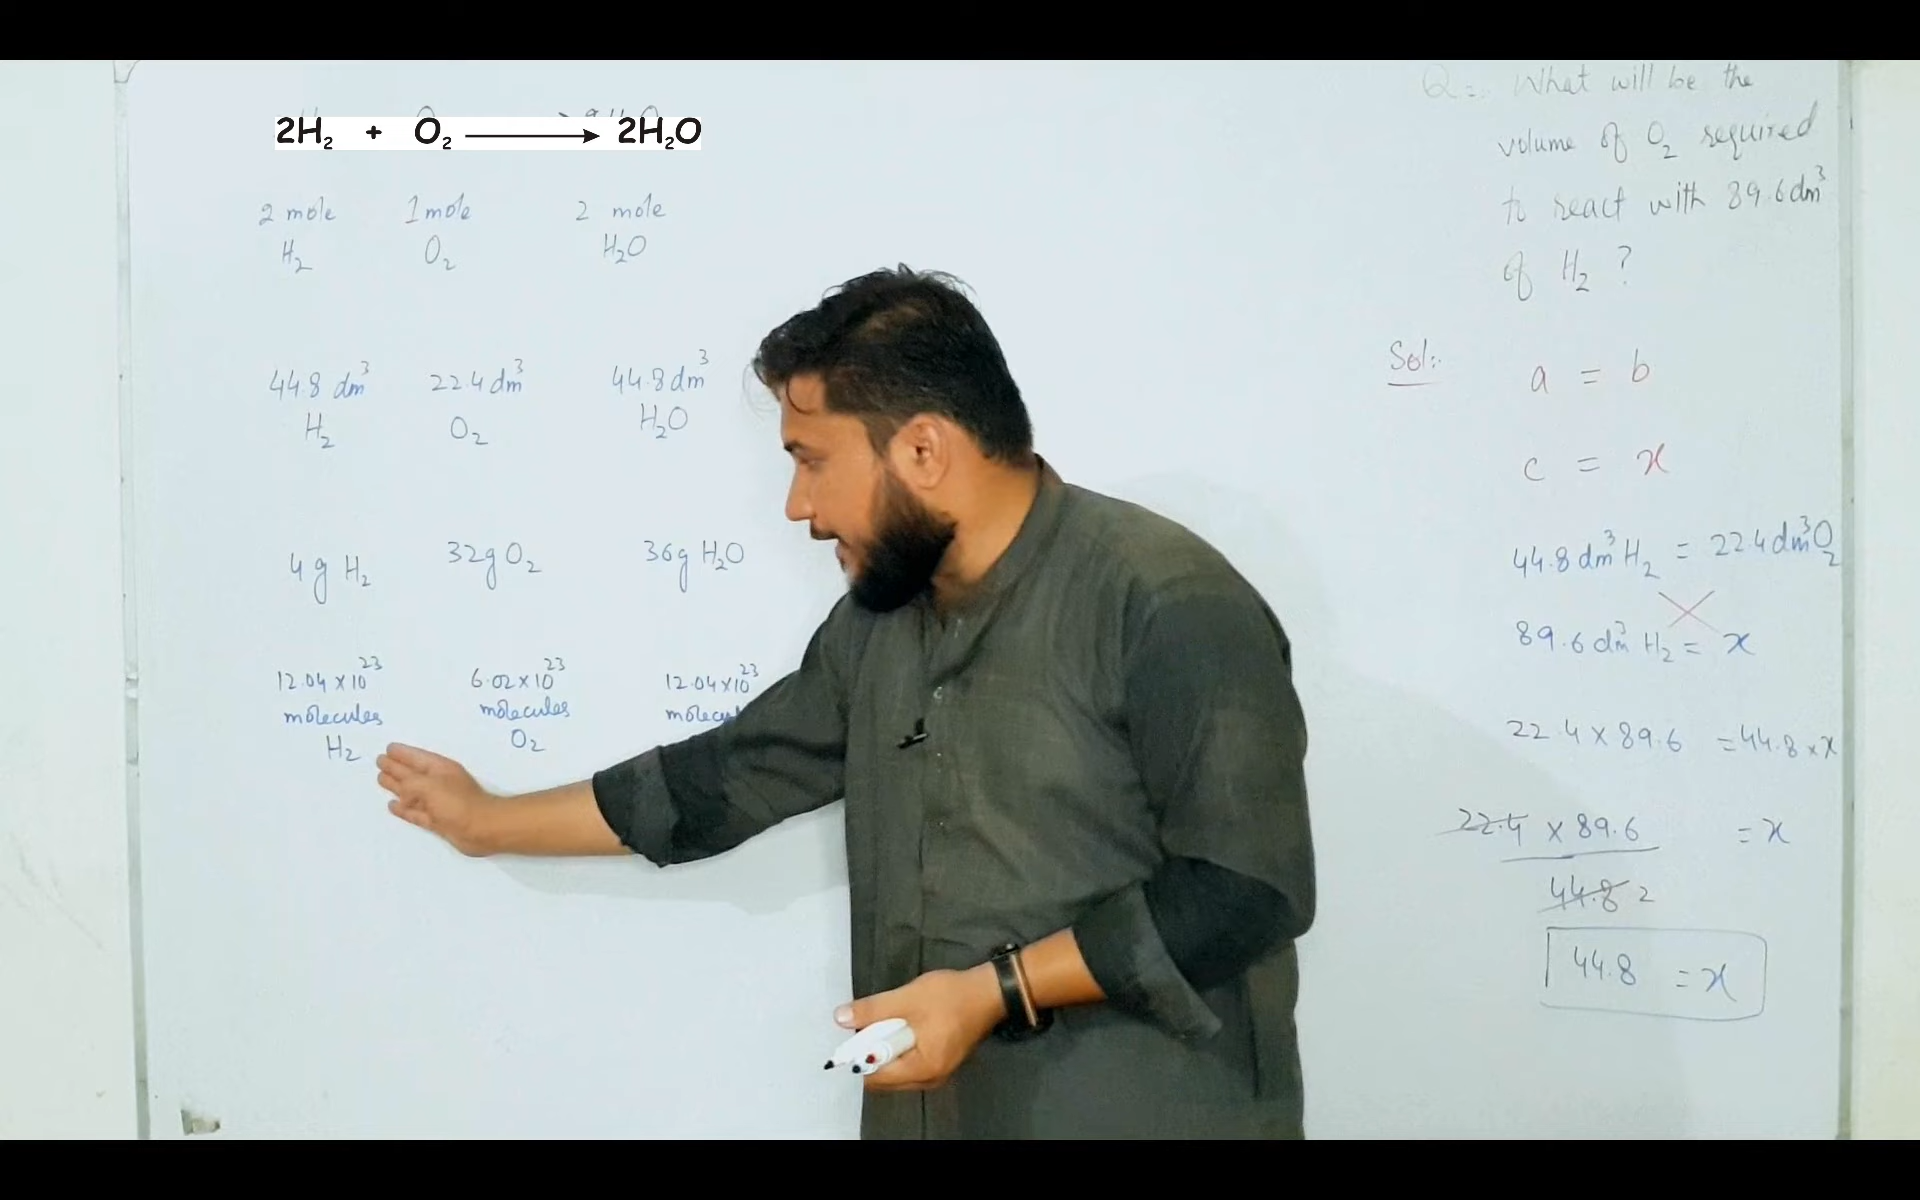 2H₂ + O₂ ⟶ 2H₂O
2 mole 1 mole 2 mole
H₂ O₂ H₂O
44.8 dm³ 22.4 dm³ 44.8 dm³
H₂ O₂ H₂O
4g H₂ 32g O₂ 36g H₂O
12.04 x 10²³ 6.02 x 10²³ 12.04 x 10²³
molecules molecules
H₂ O₂
Q =. What will be the
volume of O₂ required
to react with 89.6 dm³
of H₂ ?
Sol:.
a = b
c = x
44.8 dm³ H₂ = 22.4 dm³ O₂
89.6 dm³ H₂ = x
22.4 x 89.6 = 44.8 x x
22.4 x 89.6 = x
44.8 2
44.8 = x